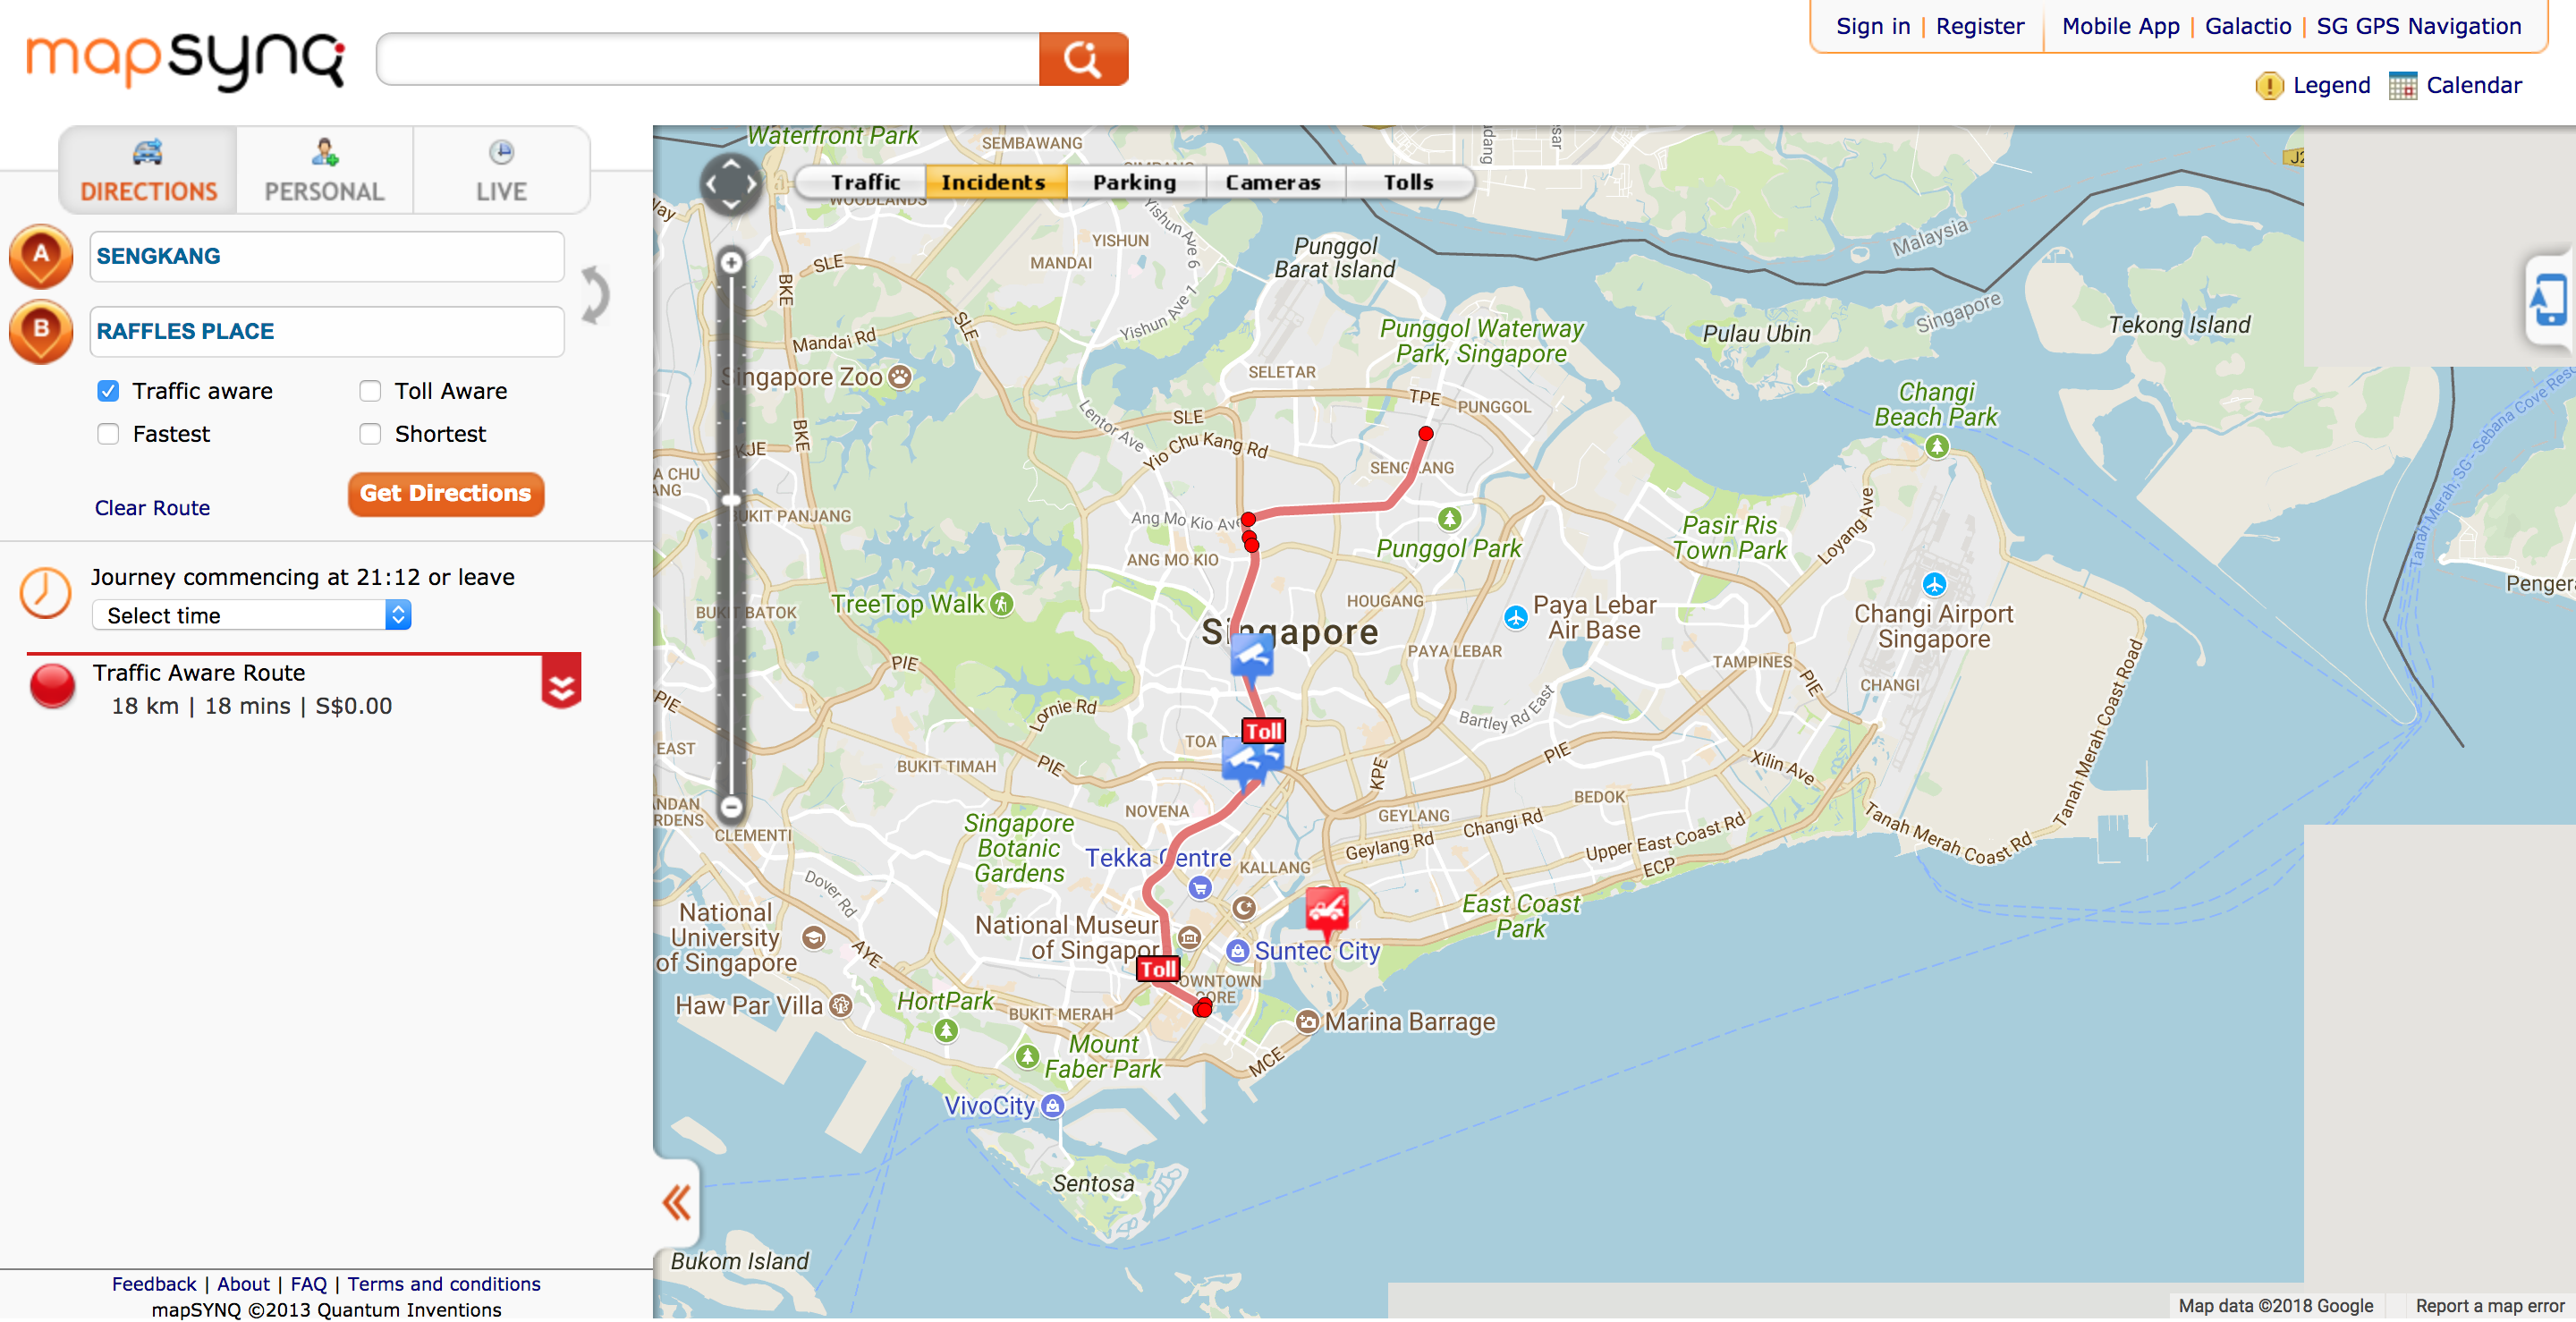 mapsynq
Sign in | Register
Mobile App | Galactio | SG GPS Navigation
Legend
Calendar
DIRECTIONS
PERSONAL
LIVE
A
SENGKANG
B
RAFFLES PLACE
Traffic aware
Toll Aware
Fastest
Shortest
Clear Route
Get Directions
Journey commencing at 21:12 or leave
Select time
Traffic Aware Route
18 km | 18 mins | S$0.00
Feedback | About | FAQ | Terms and conditions
mapSYNQ ©2013 Quantum Inventions
Traffic
Incidents
Parking
Cameras
Tolls
Waterfront Park
SEMBAWANG
WOODLANDS
YISHUN
MANDAI
Yishun Ave 6
Yishun Ave 1
SLE
BKE
SLE
Mandai Rd
Singapore Zoo
BKE
KJE
Lentor Ave
SLE
Yio Chu Kang Rd
SELETAR
TPE
PUNGGOL
Punggol
Barat Island
Punggol Waterway
Park, Singapore
Malaysia
Singapore
Pulau Ubin
Tekong Island
Changi
Beach Park
SENGKANG
BUKIT PANJANG
Ang Mo Kio Ave
ANG MO KIO
Punggol Park
Pasir Ris
Town Park
Loyang Ave
Tanah Merah, SG - Sebana Cove Reso
Penger
BUKIT BATOK
TreeTop Walk
HOUGANG
Singapore
Paya Lebar
Air Base
Changi Airport
Singapore
PAYA LEBAR
TAMPINES
CHANGI
PIE
PIE
PIE
Lornie Rd
Bartley Rd East
Tanah Merah Coast Road
EAST
Toll
TOA
BUKIT TIMAH
PIE
KPE
PIE
Xilin Ave
BEDOK
NOVENA
GEYLANG
Changi Rd
CLEMENTI
Singapore
Botanic
Gardens
Tekka Centre
KALLANG
Geylang Rd
Upper East Coast Rd
ECP
Tanah Merah Coast Rd
Dover Rd
National
University
of Singapore
AYE
National Museum
of Singapor
Suntec City
East Coast
Park
Toll
DOWNTOWN
CORE
Haw Par Villa
HortPark
BUKIT MERAH
Marina Barrage
MCE
Mount
Faber Park
VivoCity
Sentosa
Bukom Island
Map data ©2018 Google
Report a map error